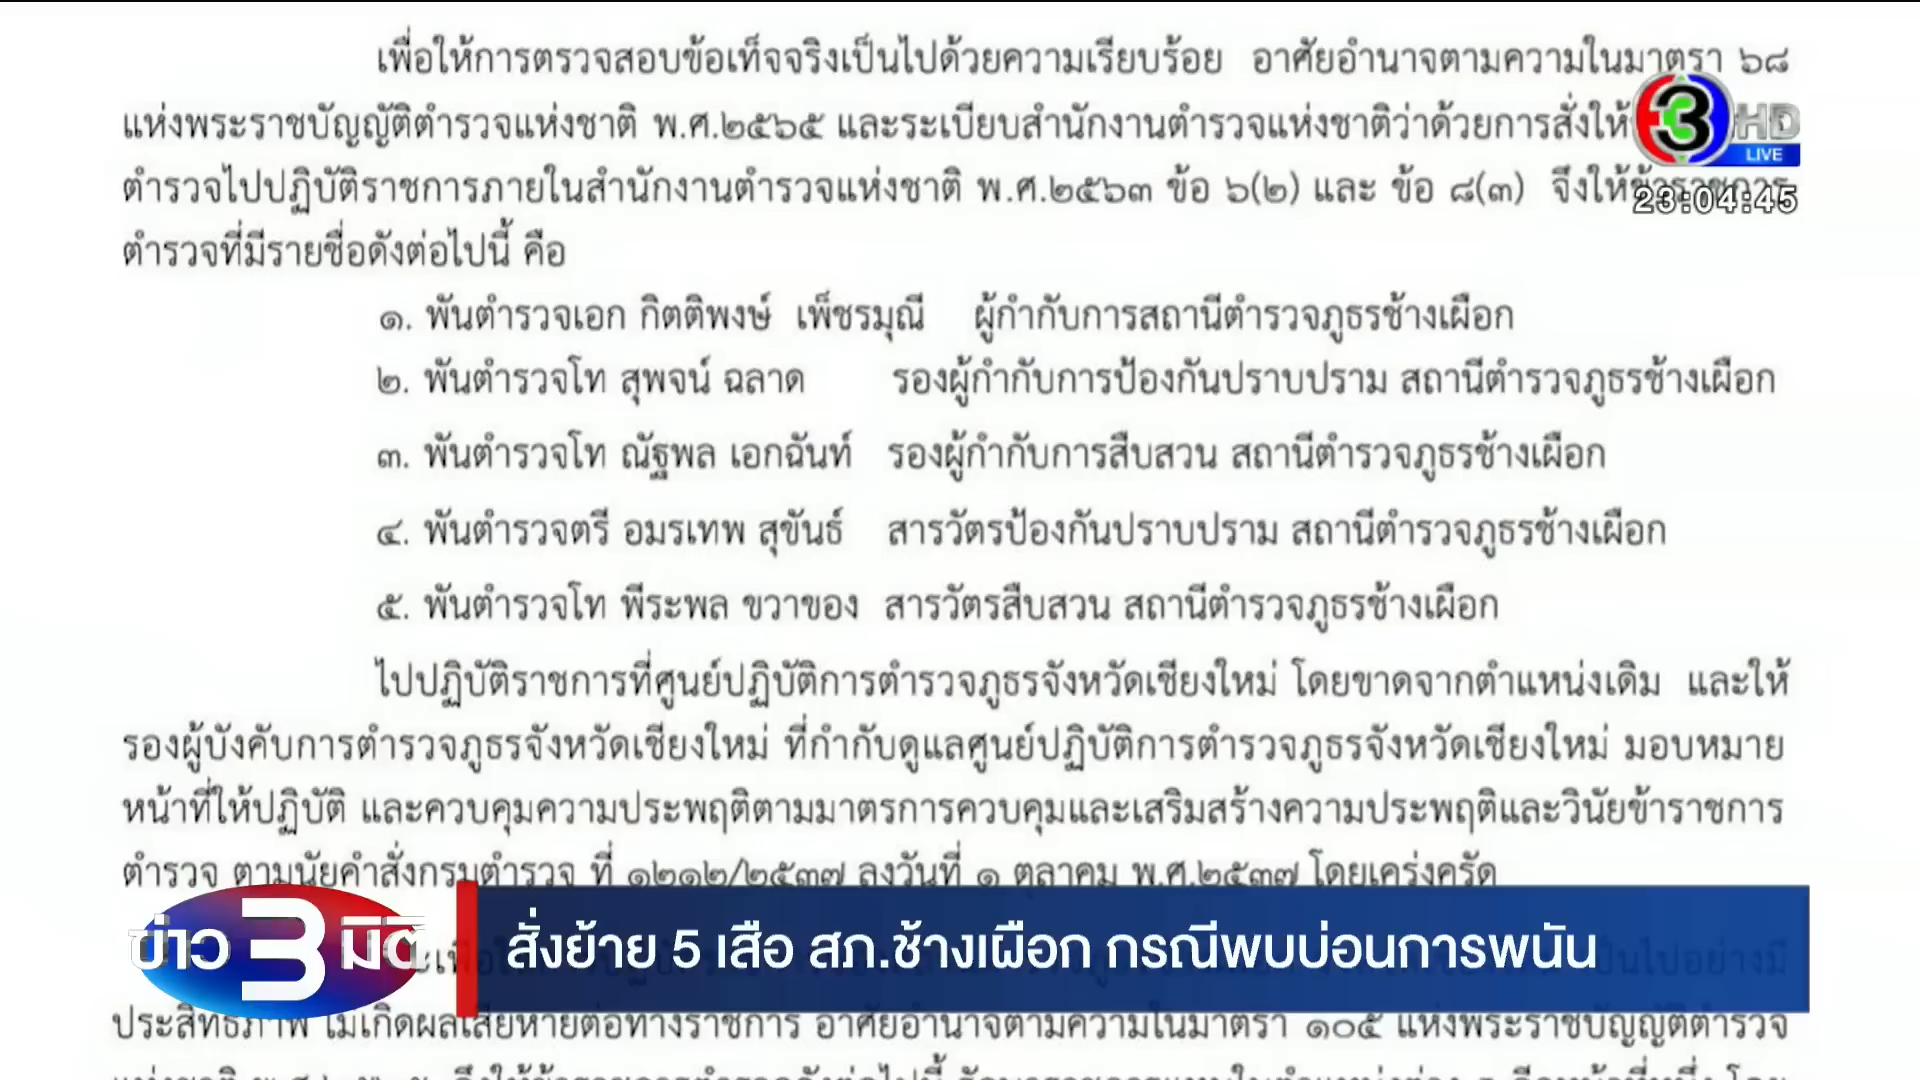 เพื่อให้การตรวจสอบข้อเท็จจริงเป็นไปด้วยความเรียบร้อย อาศัยอำนาจตามความในมาตรา ๖๘
แห่งพระราชบัญญัติตำรวจแห่งชาติ พ.ศ.๒๕๖๕ และระเบียบสำนักงานตำรวจแห่งชาติว่าด้วยการสั่งให้
3 HD
LIVE
ตำรวจไปปฏิบัติราชการภายในสำนักงานตำรวจแห่งชาติ พ.ศ.๒๕๖๓ ข้อ ๖(๒) และ ข้อ ๘(๓) จึงให้ข้าราชการ
23:04:45
ตำรวจที่มีรายชื่อดังต่อไปนี้ คือ
๑. พันตำรวจเอก กิตติพงษ์ เพ็ชรมุณี ผู้กำกับการสถานีตำรวจภูธรช้างเผือก
๒. พันตำรวจโท สุพจน์ ฉลาด รองผู้กำกับการป้องกันปราบปราม สถานีตำรวจภูธรช้างเผือก
๓. พันตำรวจโท ณัฐพล เอกฉันท์ รองผู้กำกับการสืบสวน สถานีตำรวจภูธรช้างเผือก
๔. พันตำรวจตรี อมรเทพ สุขันธ์ สารวัตรป้องกันปราบปราม สถานีตำรวจภูธรช้างเผือก
๕. พันตำรวจโท พีระพล ขวาของ สารวัตรสืบสวน สถานีตำรวจภูธรช้างเผือก
ไปปฏิบัติราชการที่ศูนย์ปฏิบัติการตำรวจภูธรจังหวัดเชียงใหม่ โดยขาดจากตำแหน่งเดิม และให้
รองผู้บังคับการตำรวจภูธรจังหวัดเชียงใหม่ ที่กำกับดูแลศูนย์ปฏิบัติการตำรวจภูธรจังหวัดเชียงใหม่ มอบหมาย
หน้าที่ให้ปฏิบัติ และควบคุมความประพฤติตามมาตรการควบคุมและเสริมสร้างความประพฤติและวินัยข้าราชการ
ตำรวจ ตามนัยคำสั่งกรมตำรวจ ที่ ๑๒๑๒/๒๕๓๗ ลงวันที่ ๑ ตุลาคม พ.ศ.๒๕๓๗ โดยเคร่งครัด
ข่าว 3 มิติ
สั่งย้าย 5 เสือ สภ.ช้างเผือก กรณีพบบ่อนการพนัน
เป็นไปอย่างมี
ประสิทธิภาพ ไม่เกิดผลเสียหายต่อทางราชการ อาศัยอำนาจตามความในมาตรา ๑๐๕ แห่งพระราชบัญญัติตำรวจ